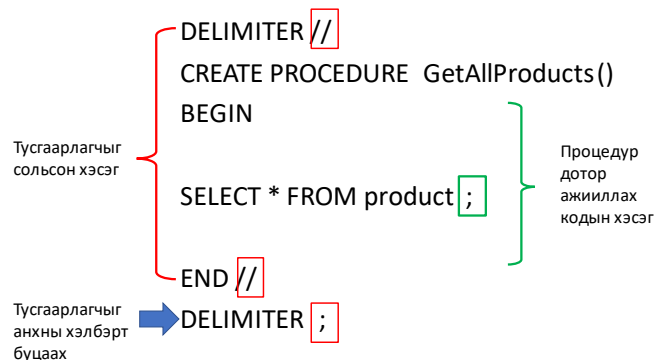 DELIMITER //
CREATE PROCEDURE GetAllProducts()
BEGIN
Тусгаарлагчыг
сольсон хэсэг
SELECT * FROM product ;
Процедур
дотор
ажииллах
кодын хэсэг
END //
Тусгаарлагчыг
анхны хэлбэрт
буцаах
DELIMITER ;